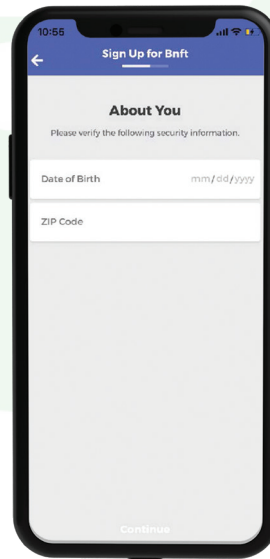 10:56
Sign Up for Bnft
About You
Please verify the following security information.
Date of Birth mm/dd/yyyy
ZIP Code
Continue